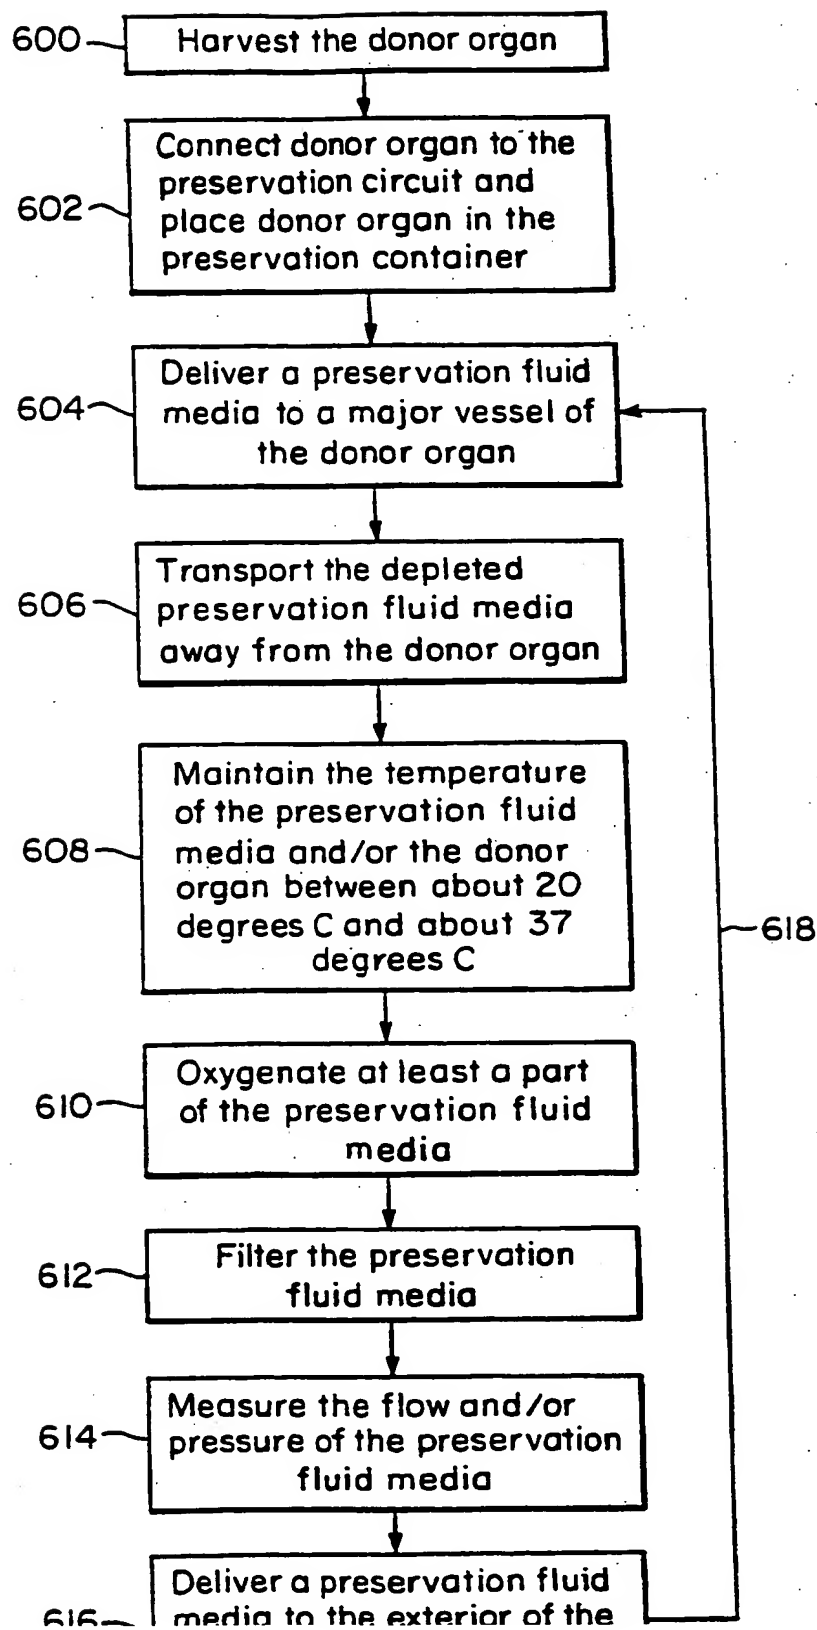 600
Harvest the donor organ
602
Connect donor organ to the
preservation circuit and
place donor organ in the
preservation container
604
Deliver a preservation fluid
media to a major vessel of
the donor organ
606
Transport the depleted
preservation fluid media
away from the donor organ
608
Maintain the temperature
of the preservation fluid
media and/or the donor
organ between about 20
degrees C and about 37
degrees C
618
610
Oxygenate at least a part
of the preservation fluid
media
612
Filter the preservation
fluid media
614
Measure the flow and/or
pressure of the preservation
fluid media
616
Deliver a preservation fluid
media to the exterior of the